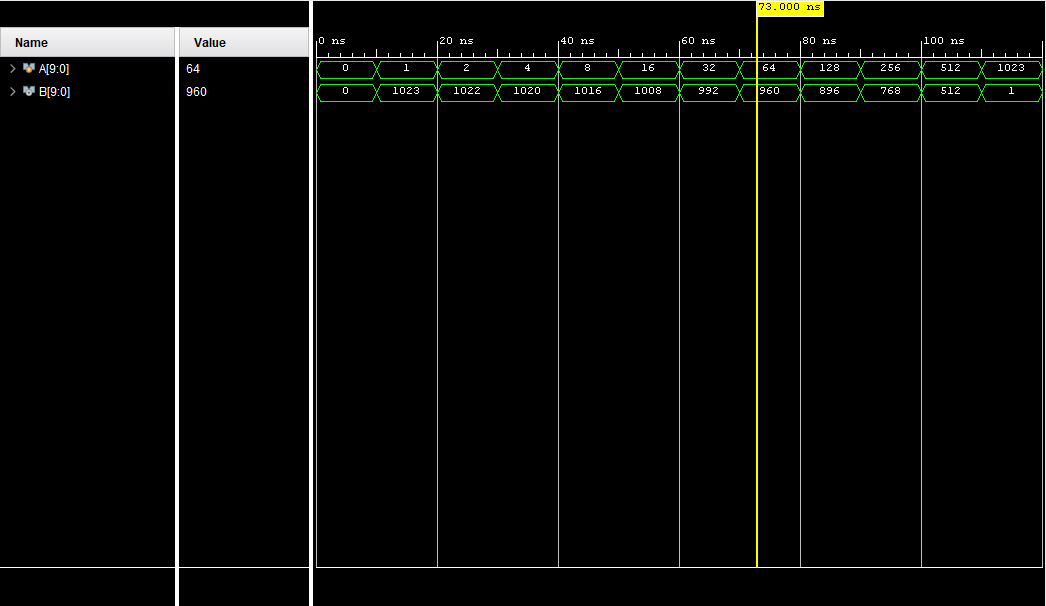 73.000 ns
Name Value
0 ns 20 ns 40 ns 60 ns 80 ns 100 ns
A[9:0] 64 0 1 2 4 8 16 32 64 128 256 512 1023
B[9:0] 960 0 1023 1022 1020 1016 1008 992 960 896 768 512 1